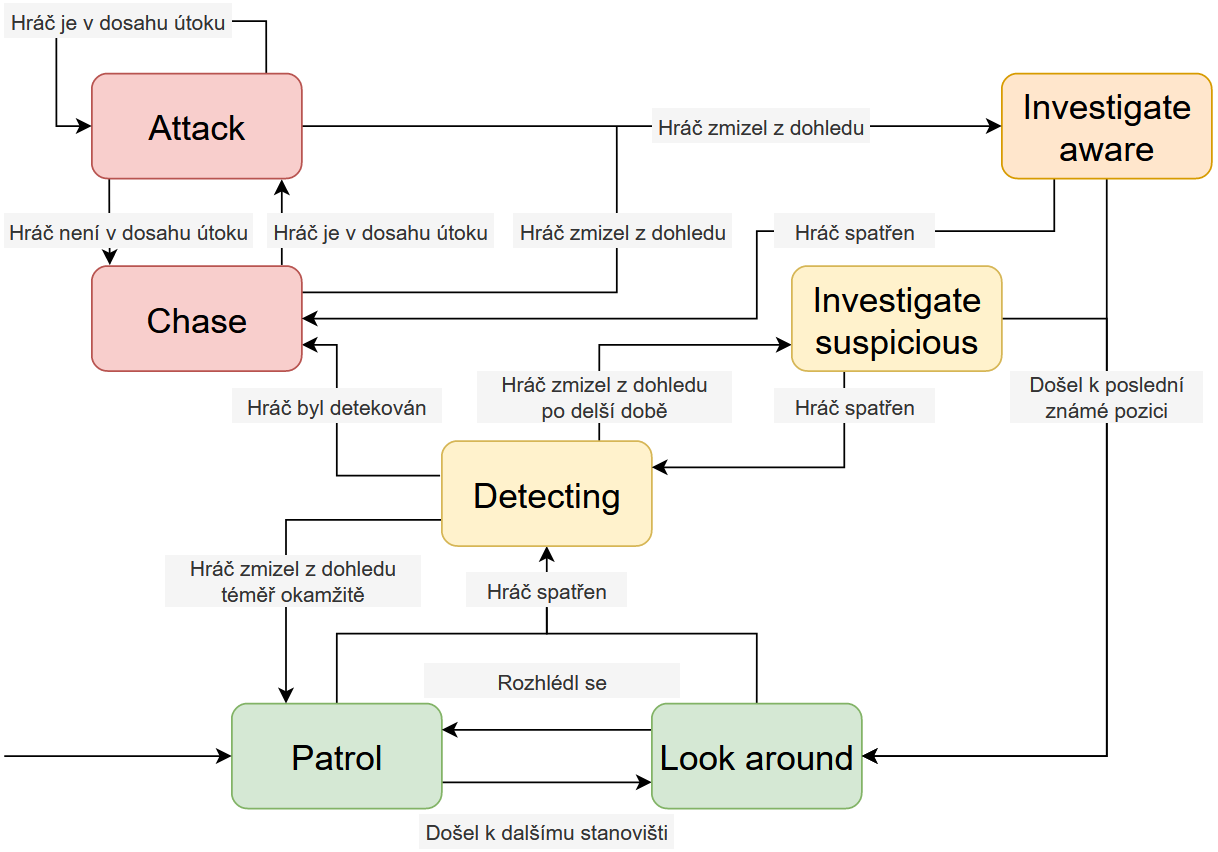 Hráč je v dosahu útoku
Attack
Hráč zmizel z dohledu
Investigate
aware
Hráč není v dosahu útoku
Hráč je v dosahu útoku
Hráč zmizel z dohledu
Hráč spatřen
Chase
Investigate
suspicious
Hráč byl detekován
Hráč zmizel z dohledu
po delší době
Hráč spatřen
Došel k poslední
známé pozici
Detecting
Hráč zmizel z dohledu
téměř okamžitě
Hráč spatřen
Rozhlédl se
Patrol
Look around
Došel k dalšímu stanovišti